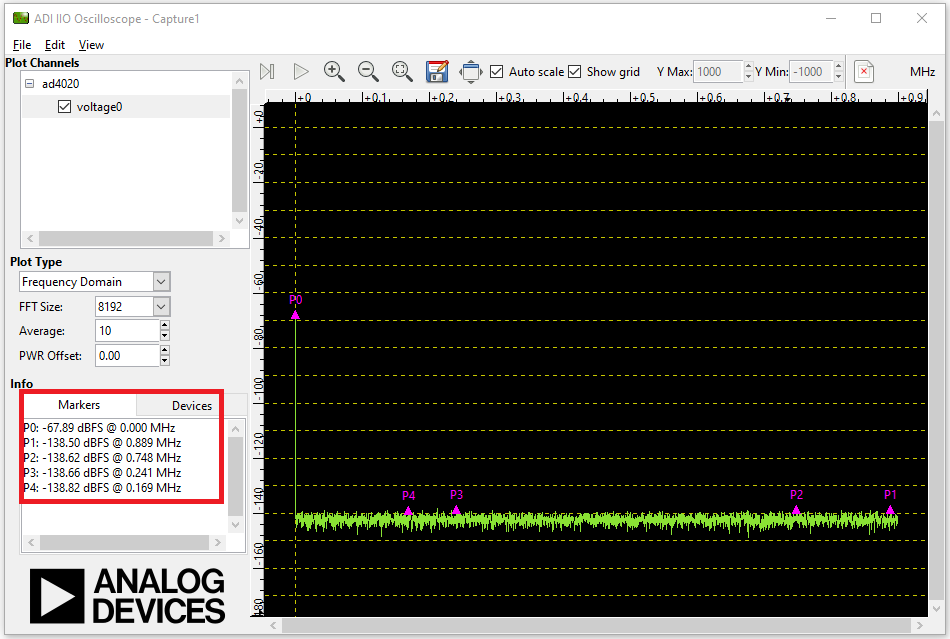 ADI IIO Oscilloscope - Capture1
File Edit View
Plot Channels
ad4020
voltage0
Auto scale Show grid Y Max: 1000 Y Min: -1000 MHz
+0 +0.1 +0.2 +0.3 +0.4 +0.5 +0.6 +0.7 +0.8 +0.9
+0
-20
-40
-60
-80
-100
-120
-140
-160
Plot Type
Frequency Domain
FFT Size: 8192
Average: 10
PWR Offset: 0.00
Info
Markers Devices
P0: -67.89 dBFS @ 0.000 MHz
P1: -138.50 dBFS @ 0.889 MHz
P2: -138.62 dBFS @ 0.748 MHz
P3: -138.66 dBFS @ 0.241 MHz
P4: -138.82 dBFS @ 0.169 MHz
P0
P4 P3 P2 P1
ANALOG
DEVICES